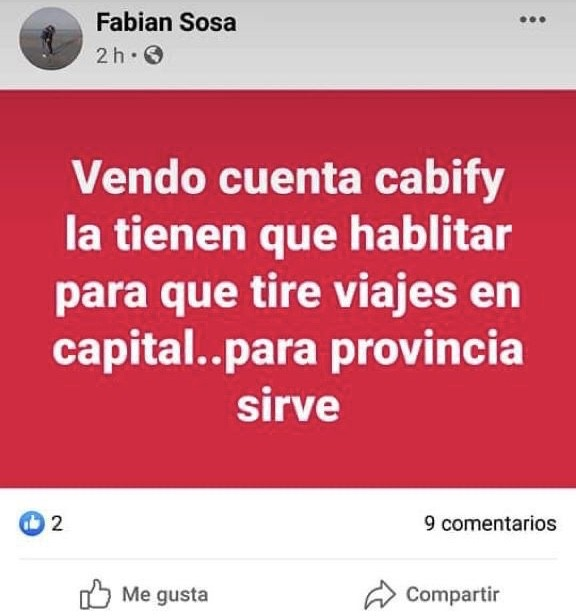 Fabian Sosa
2 h ·
Vendo cuenta cabify
la tienen que hablitar
para que tire viajes en
capital..para provincia
sirve
2
9 comentarios
Me gusta
Compartir